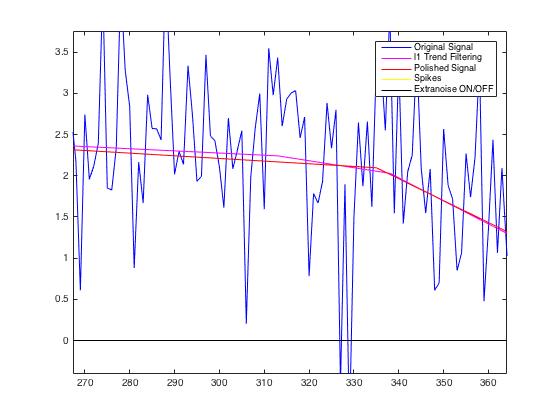 Original Signal
l1 Trend Filtering
Polished Signal
Spikes
Extranoise ON/OFF
3.5
3
2.5
2
1.5
1
0.5
0
270 280 290 300 310 320 330 340 350 360